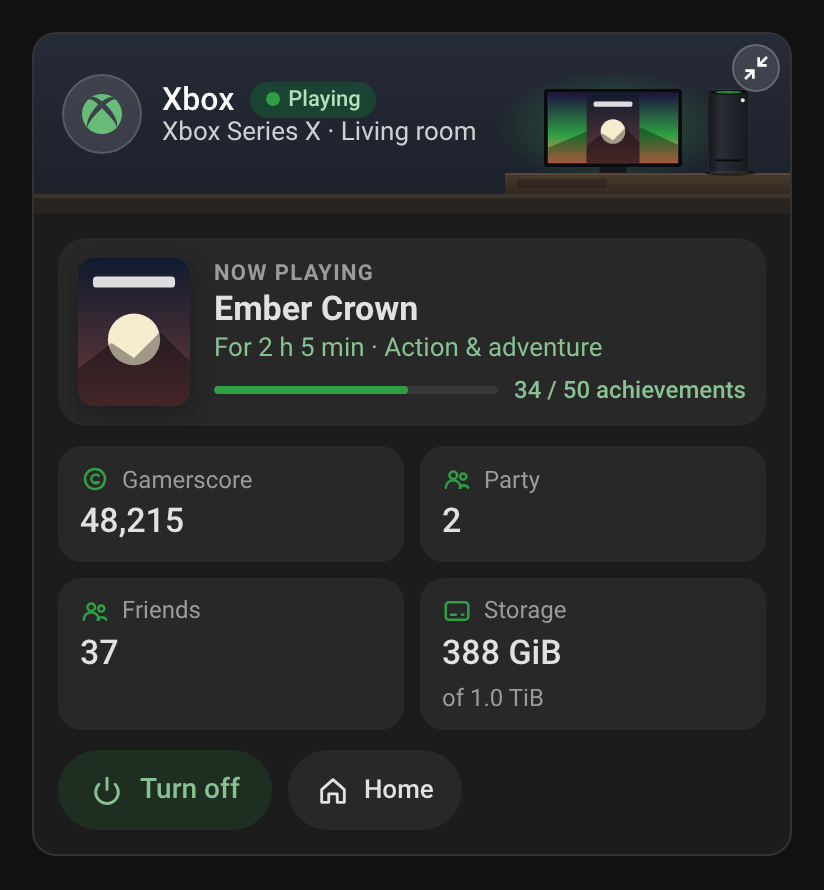 Xbox
Playing
Xbox Series X · Living room
NOW PLAYING
Ember Crown
For 2 h 5 min · Action & adventure
34 / 50 achievements
Gamerscore
48,215
Party
2
Friends
37
Storage
388 GiB
of 1.0 TiB
Turn off
Home